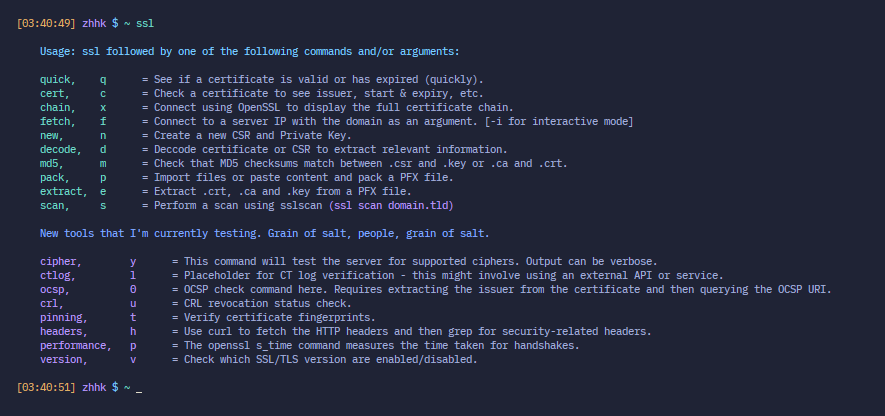 [03:40:49] zhhk $ ~ ssl
Usage: ssl followed by one of the following commands and/or arguments:
quick, q = See if a certificate is valid or has expired (quickly).
cert, c = Check a certificate to see issuer, start & expiry, etc.
chain, x = Connect using OpenSSL to display the full certificate chain.
fetch, f = Connect to a server IP with the domain as an argument. [-i for interactive mode]
new, n = Create a new CSR and Private Key.
decode, d = Deccode certificate or CSR to extract relevant information.
md5, m = Check that MD5 checksums match between .csr and .key or .ca and .crt.
pack, p = Import files or paste content and pack a PFX file.
extract, e = Extract .crt, .ca and .key from a PFX file.
scan, s = Perform a scan using sslscan (ssl scan domain.tld)
New tools that I'm currently testing. Grain of salt, people, grain of salt.
cipher, y = This command will test the server for supported ciphers. Output can be verbose.
ctlog, l = Placeholder for CT log verification - this might involve using an external API or service.
ocsp, 0 = OCSP check command here. Requires extracting the issuer from the certificate and then querying the OCSP URI.
crl, u = CRL revocation status check.
pinning, t = Verify certificate fingerprints.
headers, h = Use curl to fetch the HTTP headers and then grep for security-related headers.
performance, p = The openssl s_time command measures the time taken for handshakes.
version, v = Check which SSL/TLS version are enabled/disabled.
[03:40:51] zhhk $ ~ _